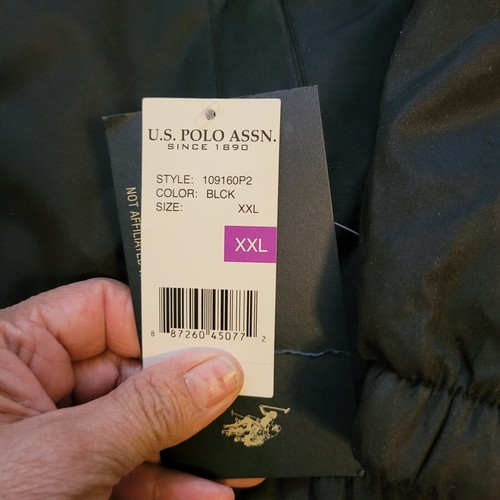 U.S. POLO ASSN.
SINCE 1890
STYLE: 109160P2
COLOR: BLCK
SIZE: XXL
XXL
8 87260 45077 2
NOT AFFILIATED